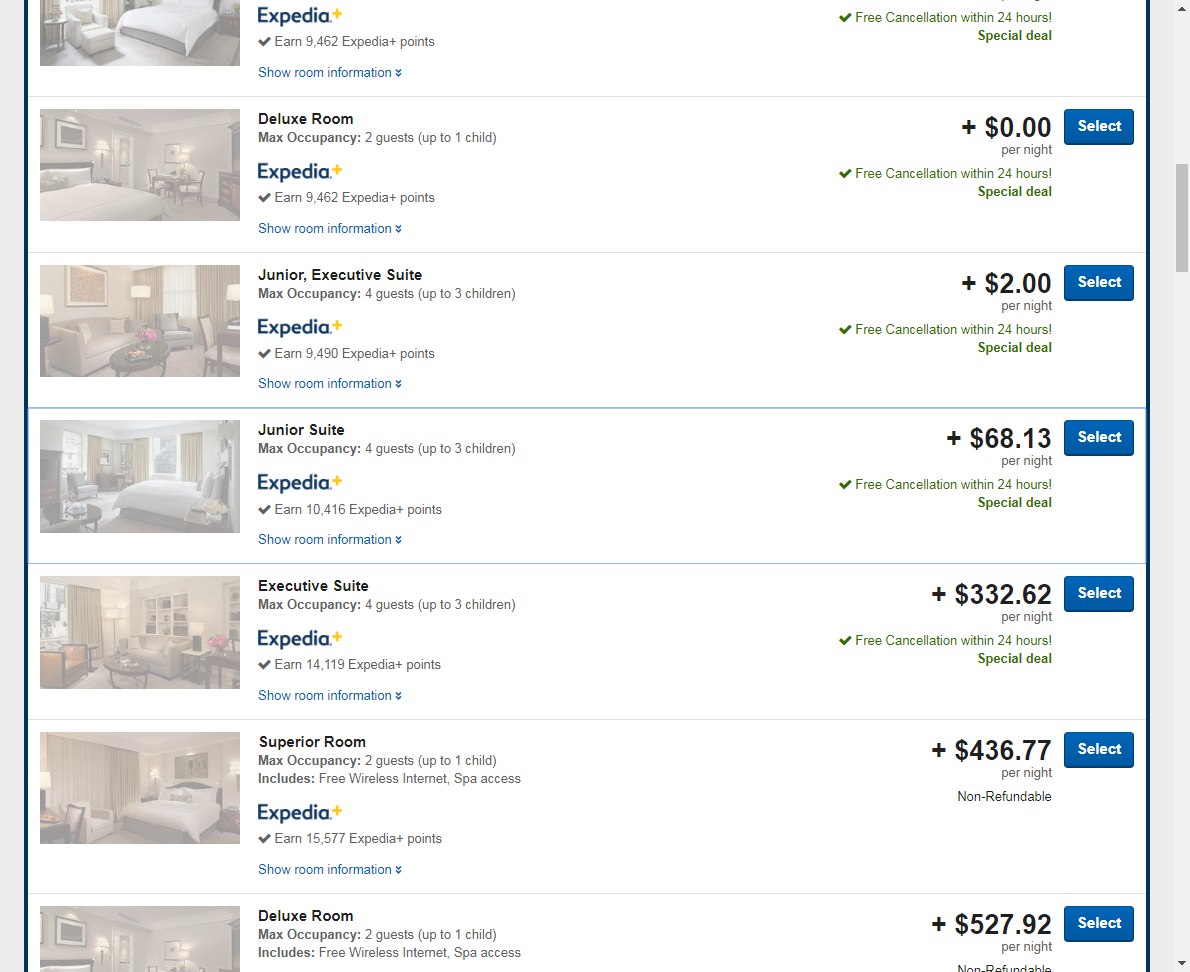 Expedia.+
Free Cancellation within 24 hours!
Special deal
Earn 9,462 Expedia+ points
Show room information
Deluxe Room
Max Occupancy: 2 guests (up to 1 child)
+ $0.00
Select
per night
Expedia.+
Free Cancellation within 24 hours!
Special deal
Earn 9,462 Expedia+ points
Show room information
Junior, Executive Suite
Max Occupancy: 4 guests (up to 3 children)
+ $2.00
Select
per night
Expedia.+
Free Cancellation within 24 hours!
Special deal
Earn 9,490 Expedia+ points
Show room information
Junior Suite
Max Occupancy: 4 guests (up to 3 children)
+ $68.13
Select
per night
Expedia.+
Free Cancellation within 24 hours!
Special deal
Earn 10,416 Expedia+ points
Show room information
Executive Suite
Max Occupancy: 4 guests (up to 3 children)
+ $332.62
Select
per night
Expedia.+
Free Cancellation within 24 hours!
Special deal
Earn 14,119 Expedia+ points
Show room information
Superior Room
Max Occupancy: 2 guests (up to 1 child)
Includes: Free Wireless Internet, Spa access
+ $436.77
Select
per night
Non-Refundable
Expedia.+
Earn 15,577 Expedia+ points
Show room information
Deluxe Room
Max Occupancy: 2 guests (up to 1 child)
Includes: Free Wireless Internet, Spa access
+ $527.92
Select
per night
Non-Refundable